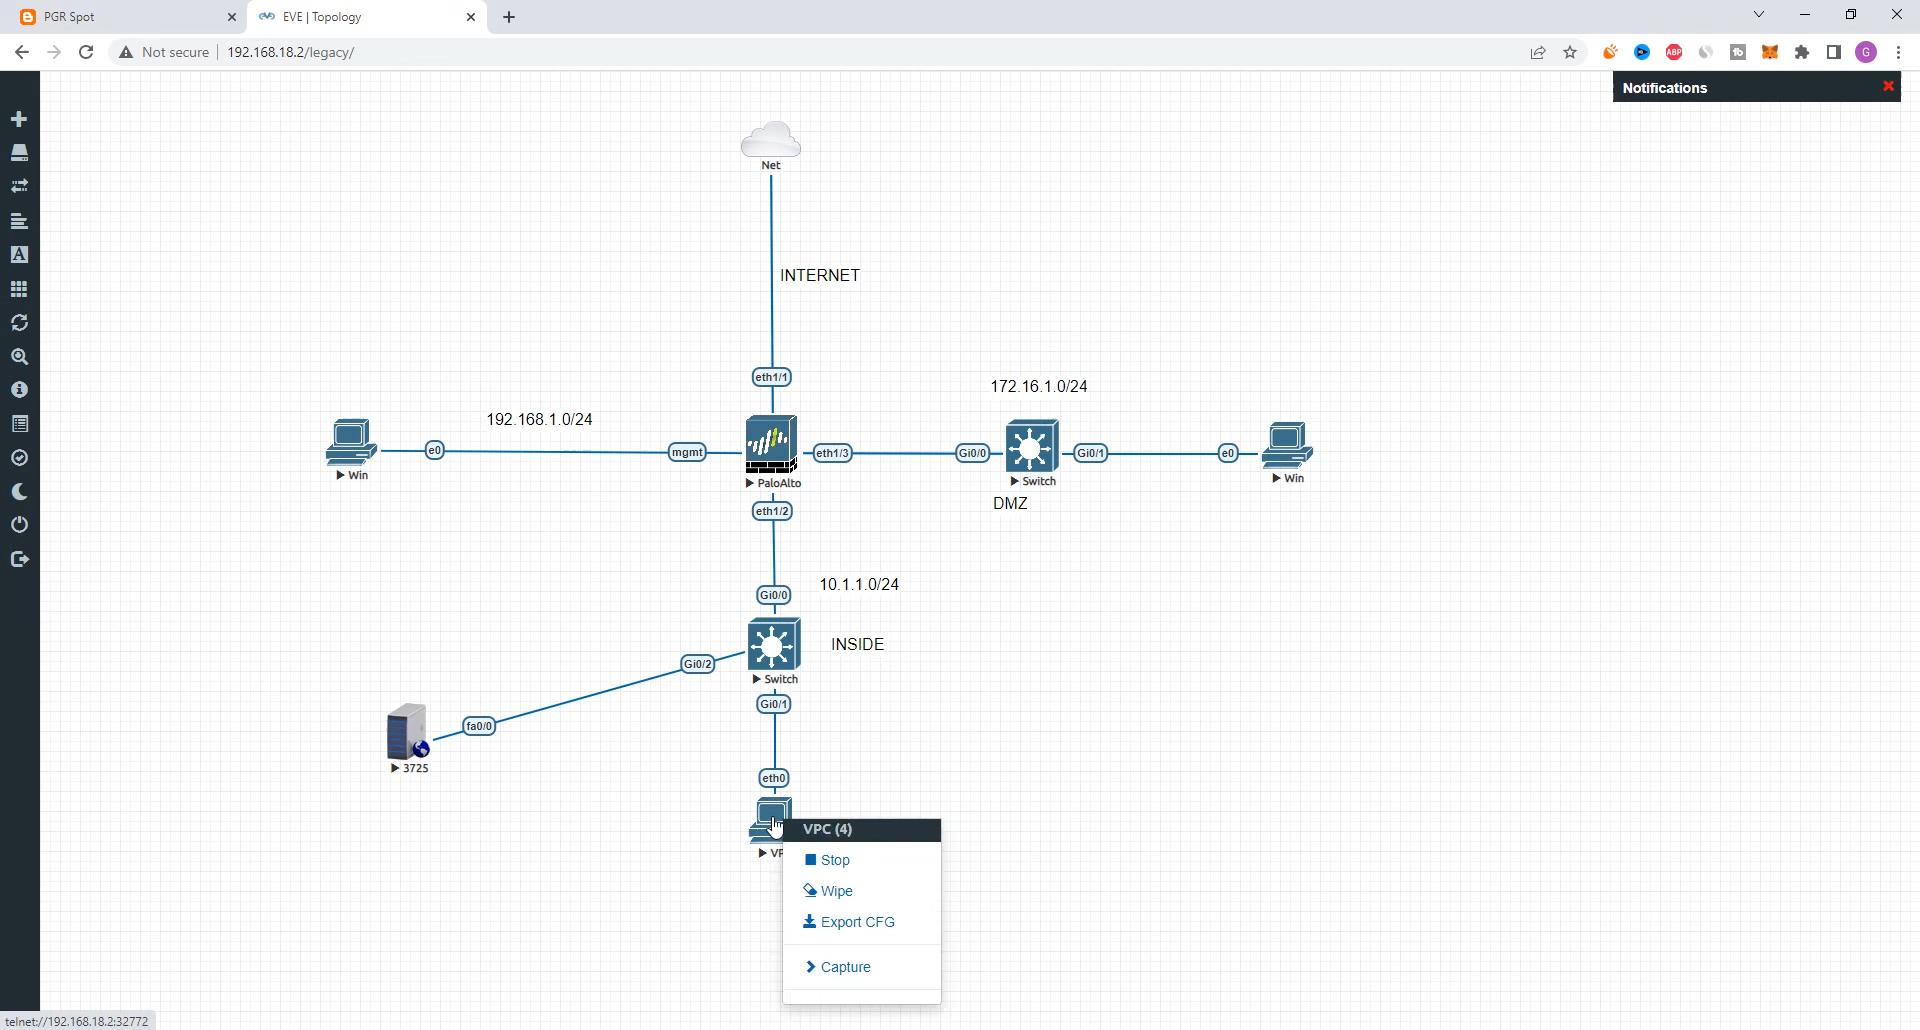 PGR Spot
EVE | Topology
Not secure
192.168.18.2/legacy/
ABP
G
Notifications
Net
INTERNET
eth1/1
172.16.1.0/24
192.168.1.0/24
e0
mgmt
eth1/3
Gi0/0
Gi0/1
e0
Win
PaloAlto
Switch
Win
DMZ
eth1/2
10.1.1.0/24
Gi0/0
INSIDE
Gi0/2
Switch
Gi0/1
fa0/0
3725
eth0
VPC (4)
VP
Stop
Wipe
Export CFG
Capture
telnet://192.168.18.2:32772